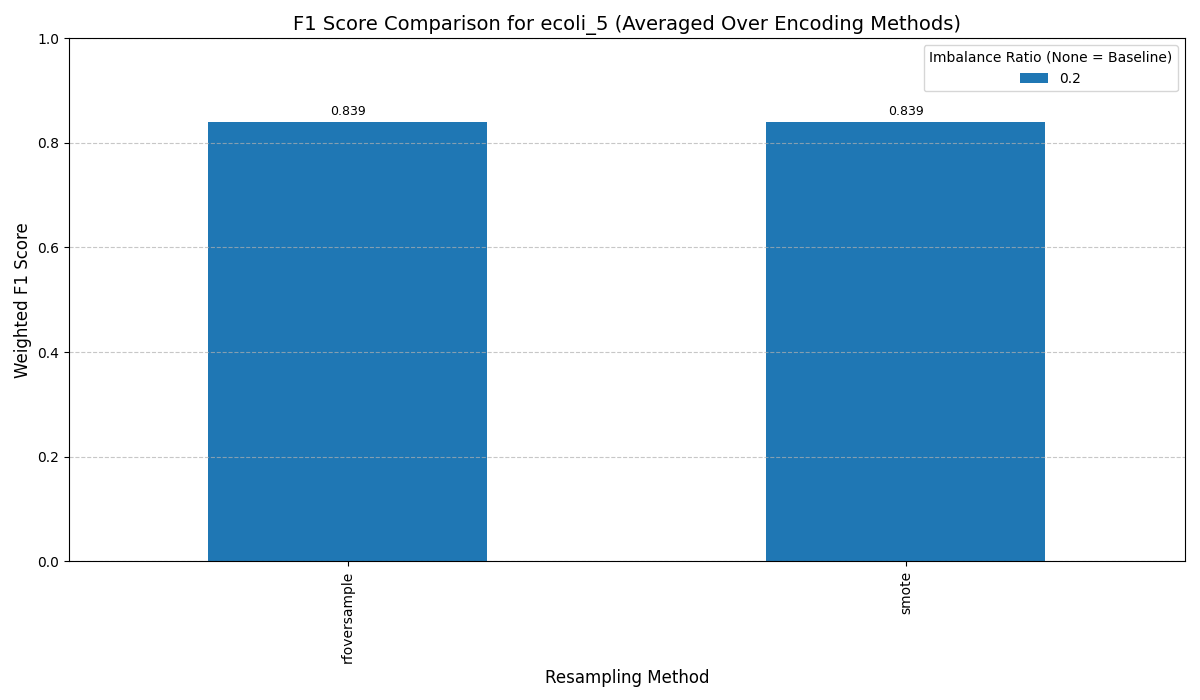 F1 Score Comparison for ecoli_5 (Averaged Over Encoding Methods)
Imbalance Ratio (None = Baseline)
0.2
0.839
0.839
1.0
0.8
0.6
0.4
0.2
0.0
Weighted F1 Score
rfoversample
smote
Resampling Method